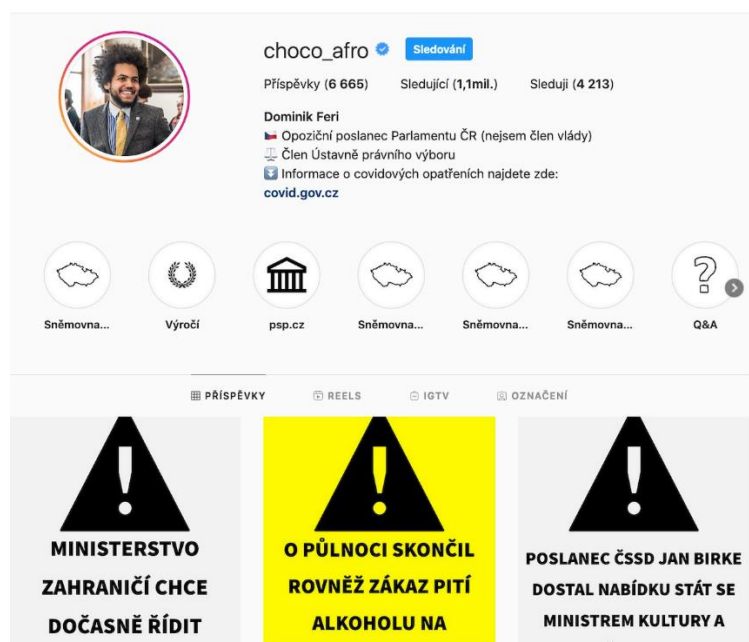 choco_afro Sledování
Příspěvky (6 665) Sledující (1,1mil.) Sleduji (4 213)
Dominik Feri
Opoziční poslanec Parlamentu ČR (nejsem člen vlády)
Člen Ústavně právního výboru
Informace o covidových opatřeních najdete zde:
covid.gov.cz
Sněmovna... Výročí psp.cz Sněmovna... Sněmovna... Sněmovna... Q&A
PŘÍSPĚVKY REELS IGTV OZNAČENÍ
MINISTERSTVO
ZAHRANIČÍ CHCE
DOČASNĚ ŘÍDIT
O PŮLNOCI SKONČIL
ROVNĚŽ ZÁKAZ PITÍ
ALKOHOLU NA
POSLANEC ČSSD JAN BIRKE
DOSTAL NABÍDKU STÁT SE
MINISTREM KULTURY A